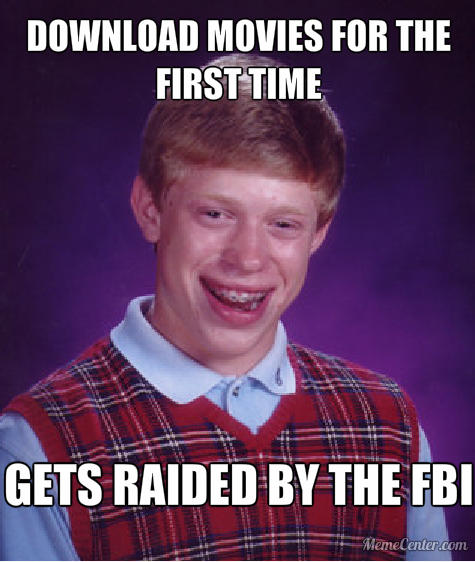 DOWNLOAD MOVIES FOR THE
FIRST TIME
GETS RAIDED BY THE FBI
MemeCenter.com